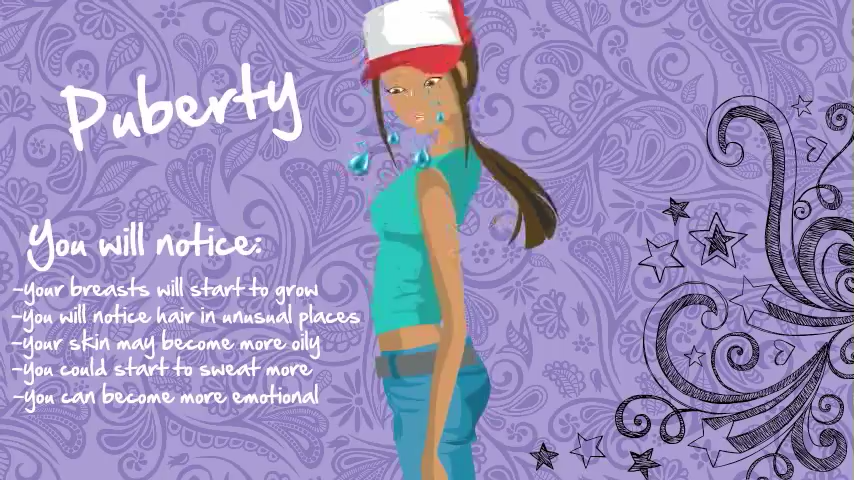 Puberty
You will notice:
-your breasts will start to grow
-you will notice hair in unusual places
-your skin may become more oily
-you could start to sweat more
-you can become more emotional